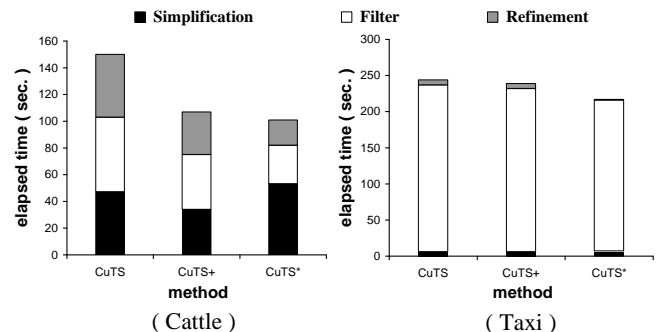 Simplification Filter Refinement
elapsed time ( sec. )
160
140
120
100
80
60
40
20
0
CuTS CuTS+ CuTS*
method
( Cattle )
elapsed time ( sec. )
300
250
200
150
100
50
0
CuTS CuTS+ CuTS*
method
( Taxi )